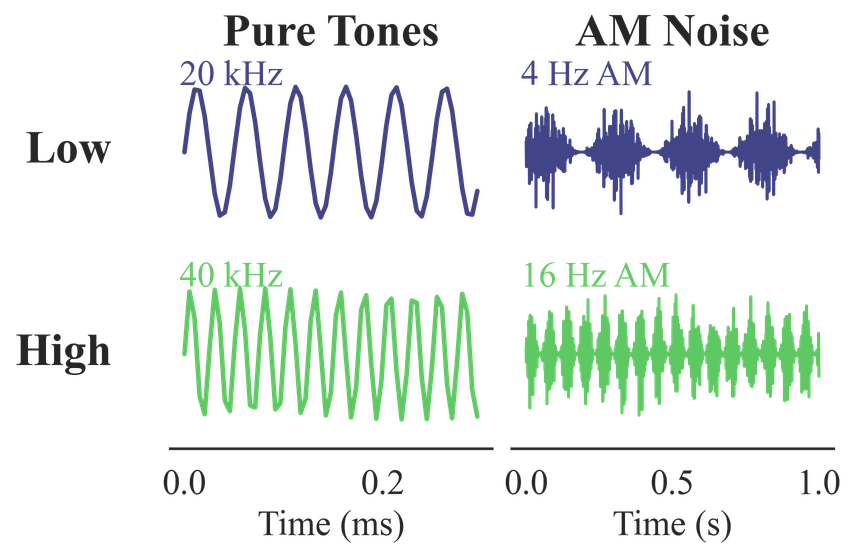 Pure Tones
AM Noise
Low
20 kHz
4 Hz AM
High
40 kHz
16 Hz AM
0.0 0.2
0.0 0.5 1.0
Time (ms)
Time (s)